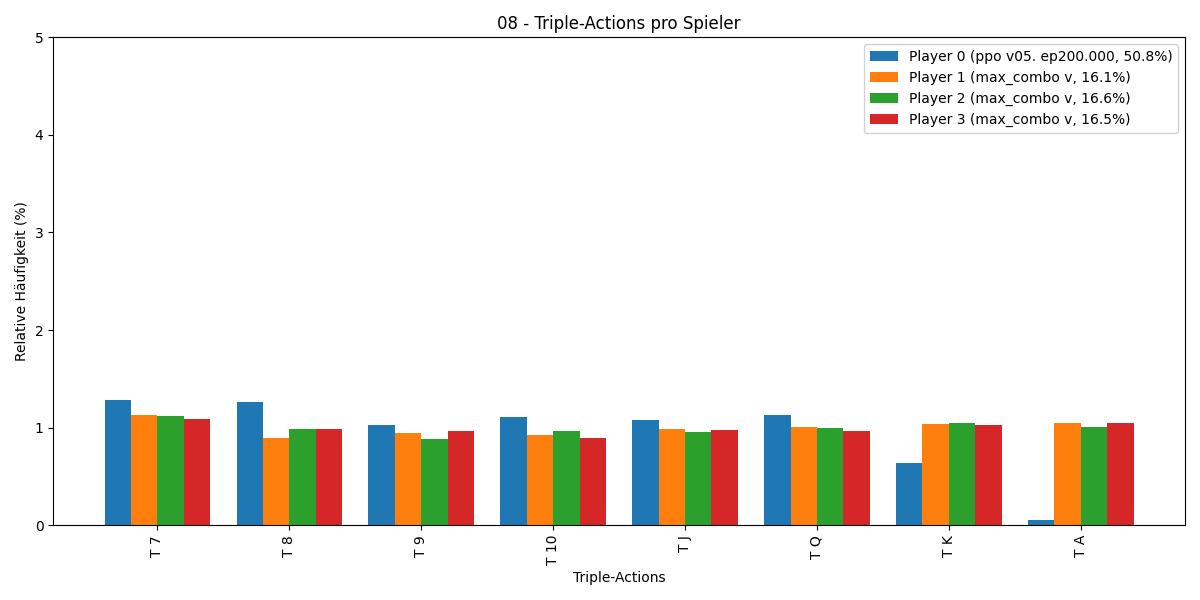 08 - Triple-Actions pro Spieler
Player 0 (ppo v05. ep200.000, 50.8%)
Player 1 (max_combo v, 16.1%)
Player 2 (max_combo v, 16.6%)
Player 3 (max_combo v, 16.5%)
Relative Häufigkeit (%)
5
4
3
2
1
0
T 7
T 8
T 9
T 10
T J
T Q
T K
T A
Triple-Actions